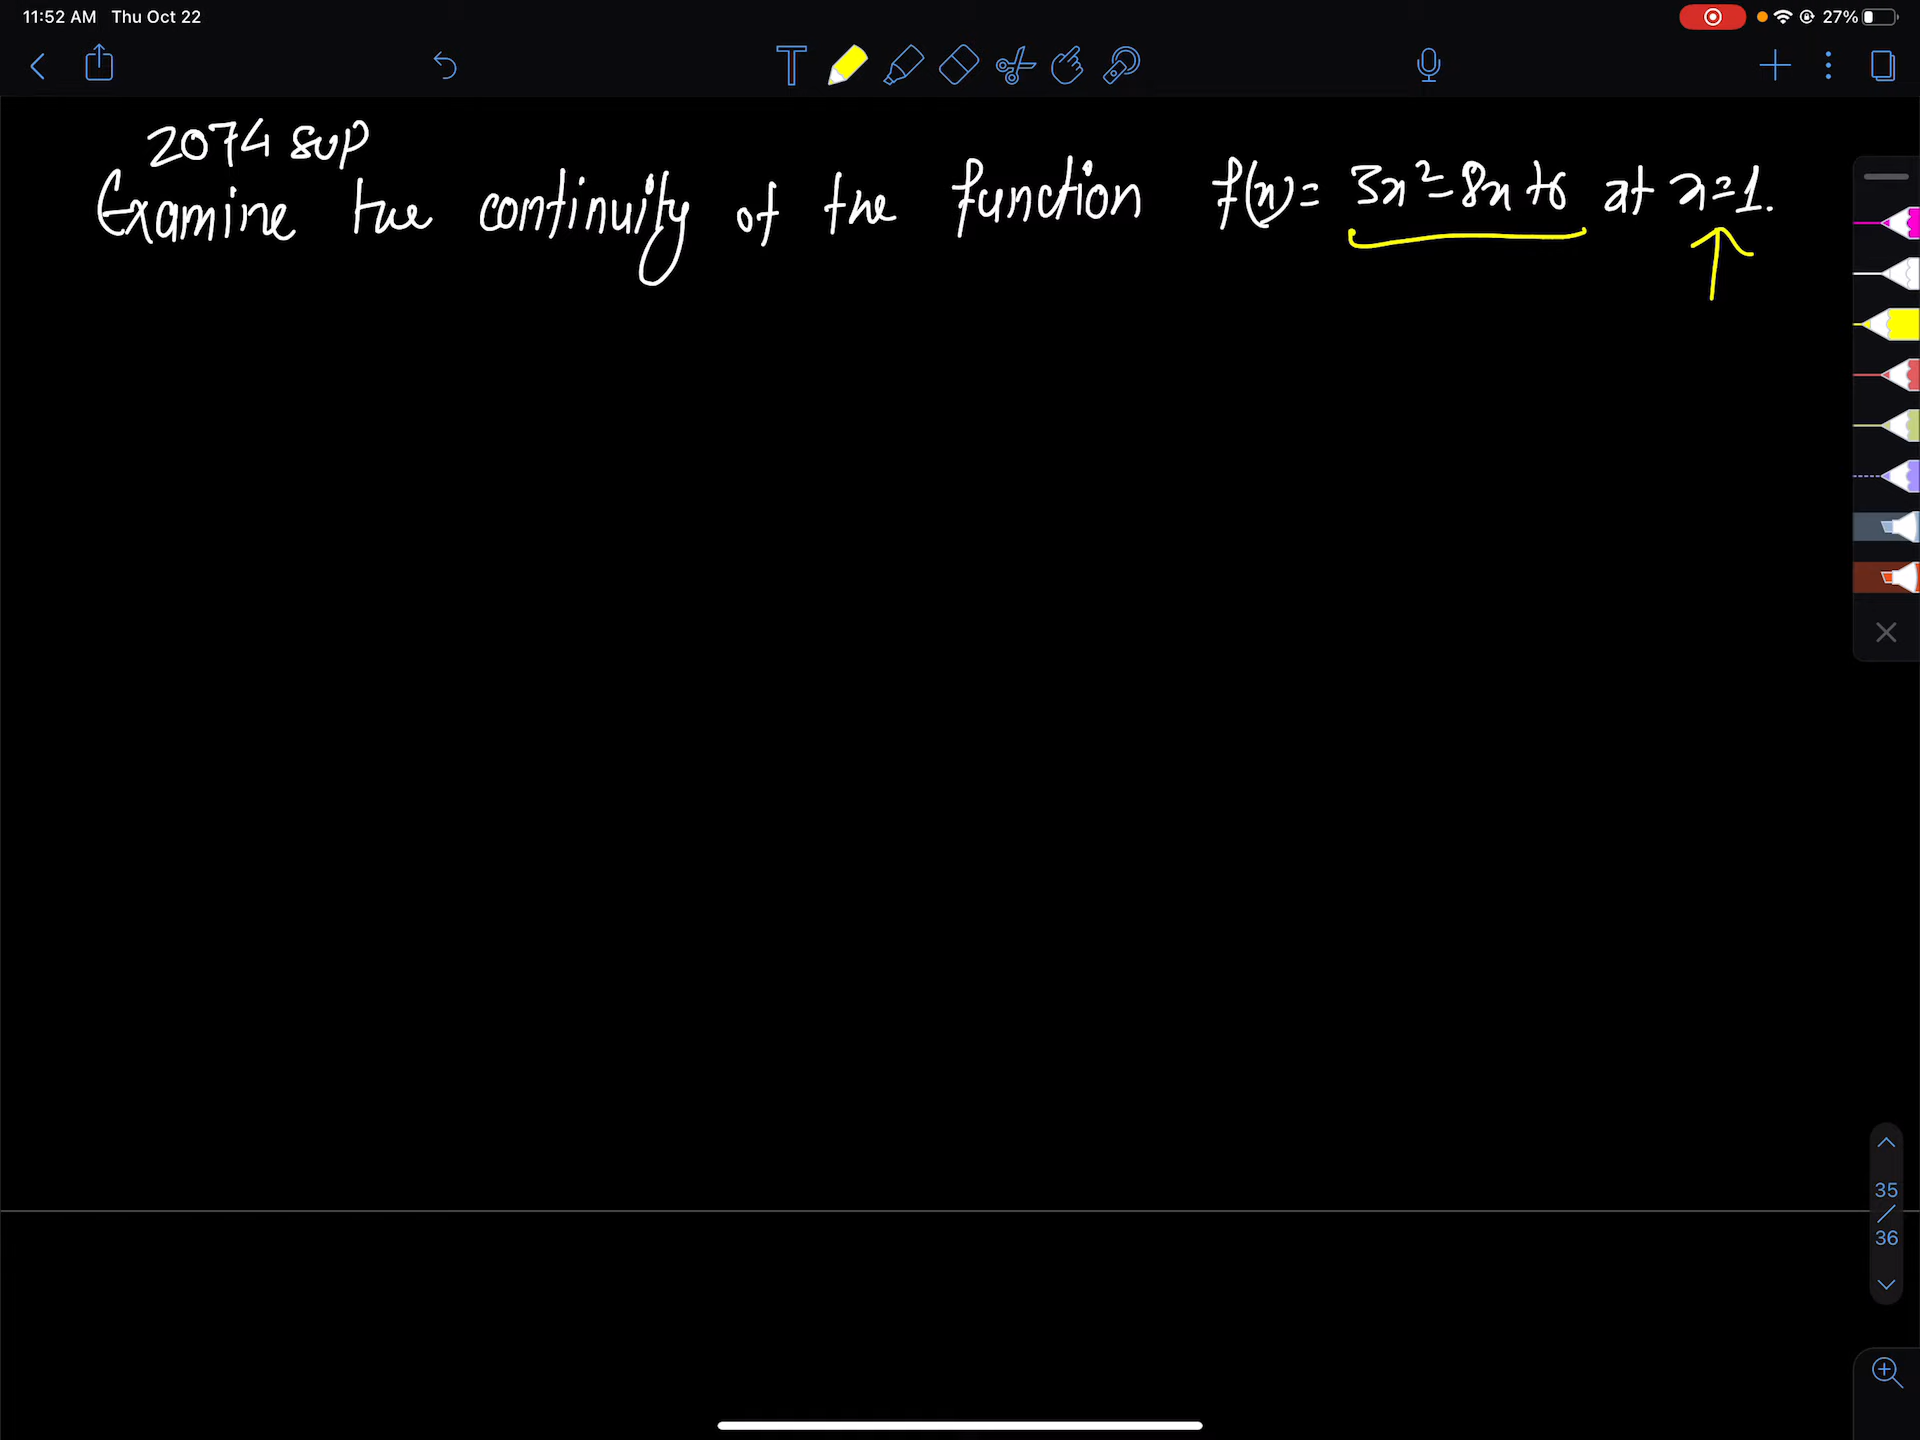 11:52 AM Thu Oct 22
27%
2074 sup
Examine the continuity of the function f(x)= 3x²-8x+6 at x=1.
35
/
36